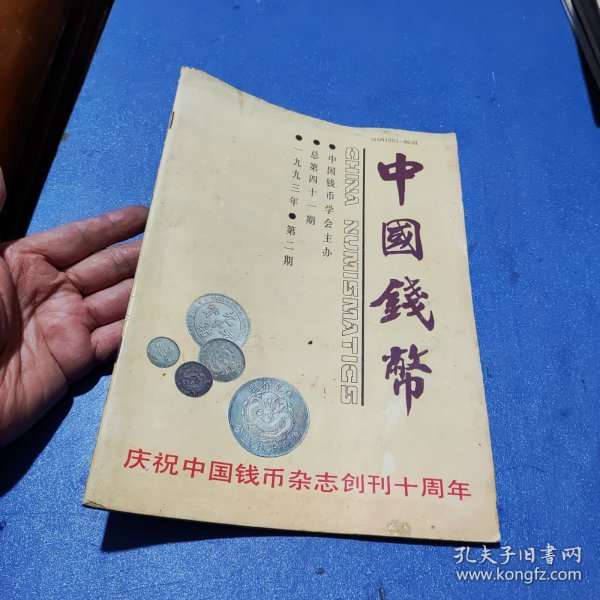 ISSN1001-8638
中國錢幣
CHINA NUMISMATICS
●中国钱币学会主办
●总第四十一期
●一九九三年●第二期
庆祝中国钱币杂志创刊十周年
孔夫子旧书网
www.kongfz.com